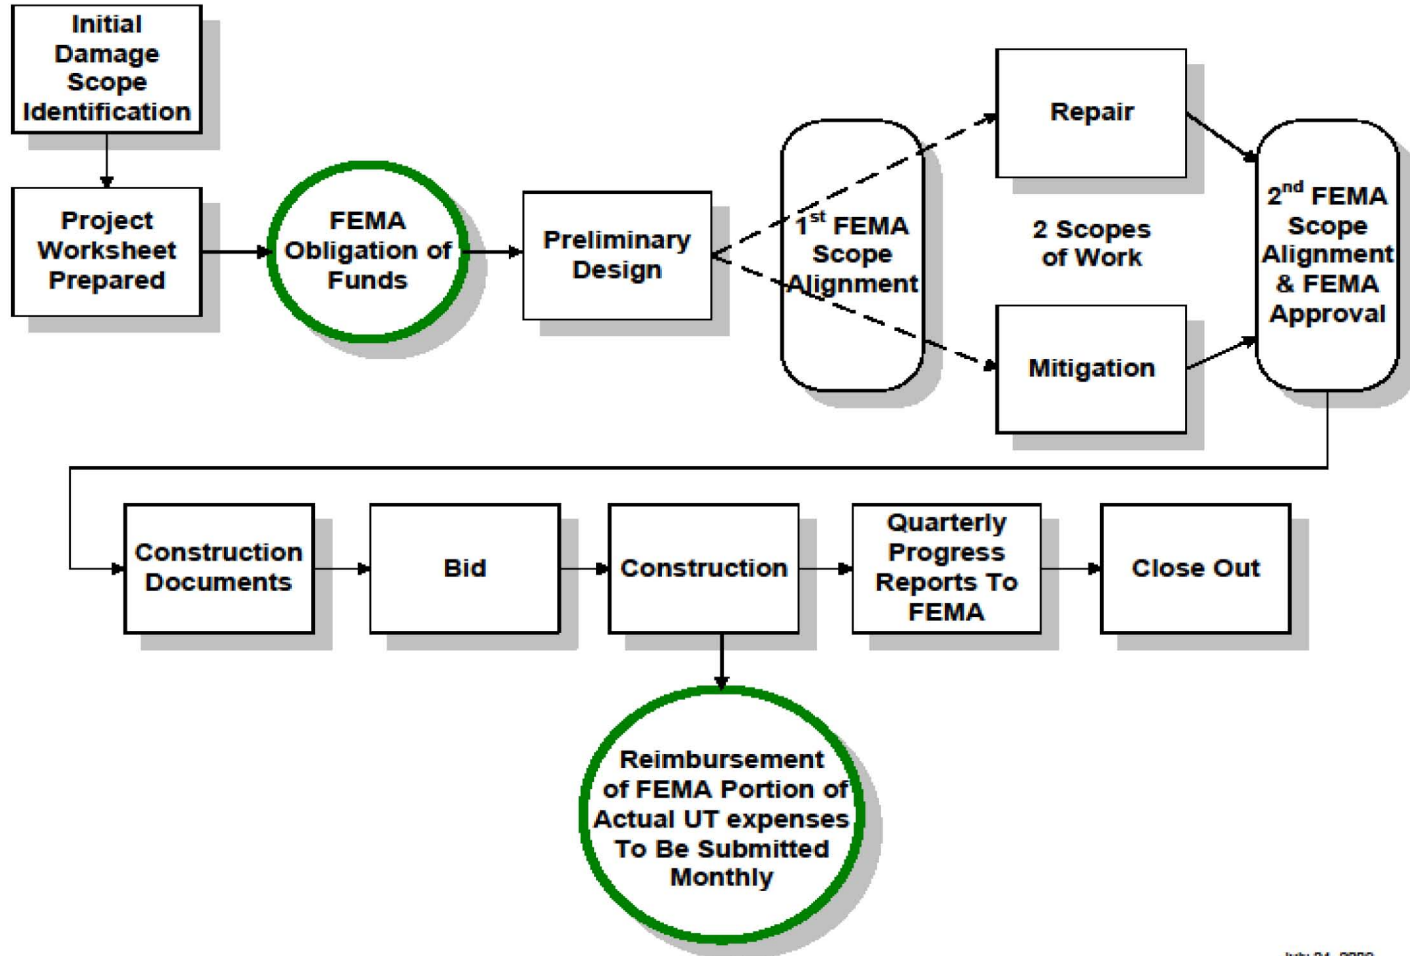 Initial
Damage
Scope
Identification
Project
Worksheet
Prepared
FEMA
Obligation of
Funds
Preliminary
Design
1st FEMA
Scope
Alignment
Repair
2 Scopes
of Work
Mitigation
2nd FEMA
Scope
Alignment
& FEMA
Approval
Construction
Documents
Bid
Construction
Quarterly
Progress
Reports To
FEMA
Close Out
Reimbursement
of FEMA Portion of
Actual UT expenses
To Be Submitted
Monthly